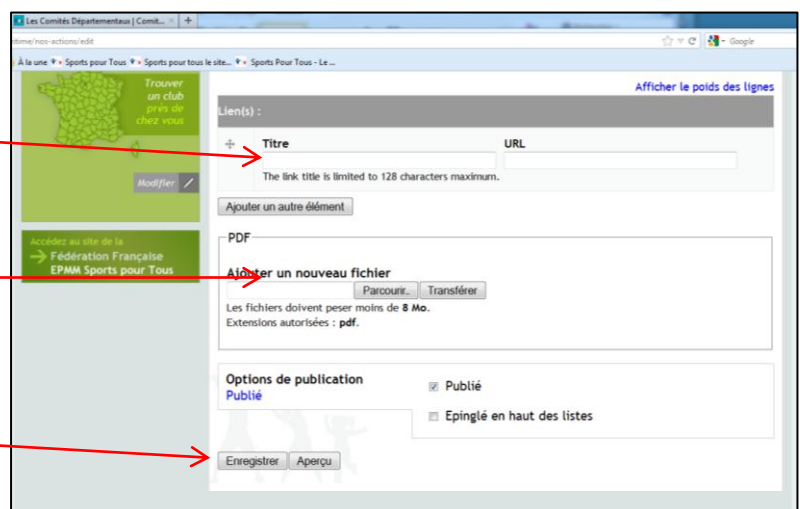 Les Comités Départementaux | Comit... × +
time/nos-actions/edit
Google
À la une Sports pour Tous Sports pour tous le site... Sports Pour Tous - Le ...
Trouver
un club
près de
chez vous
Modifier
Accédez au site de la
Fédération Française
EPMM Sports pour Tous
Afficher le poids des lignes
Lien(s) :
Titre URL
The link title is limited to 128 characters maximum.
Ajouter un autre élément
PDF
Ajouter un nouveau fichier
Parcourir_ Transférer
Les fichiers doivent peser moins de 8 Mo.
Extensions autorisées : pdf.
Options de publication
Publié
Publié
Epinglé en haut des listes
Enregistrer Aperçu